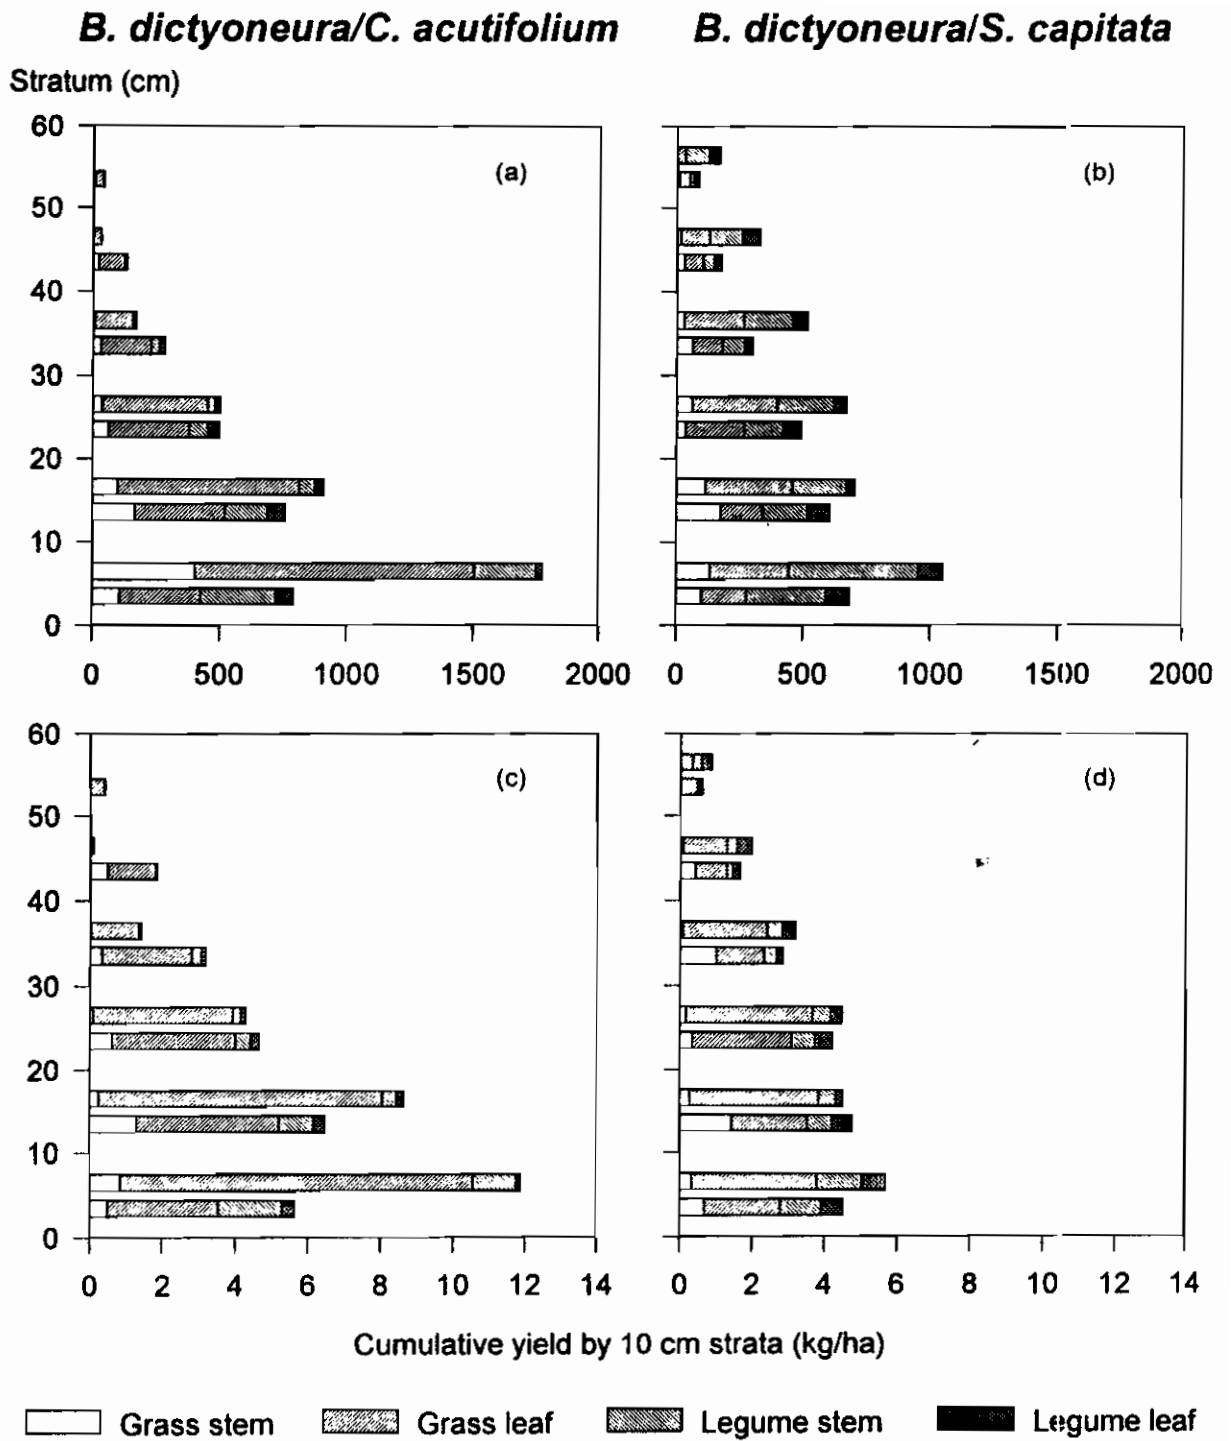 B. dictyoneura/C. acutifolium B. dictyoneura/S. capitata
Stratum (cm)
60
(a) (b)
50
40
30
20
10
0
0 500 1000 1500 2000 0 500 1000 1500 2000
60
(c) (d)
50
40
30
20
10
0
0 2 4 6 8 10 12 14 0 2 4 6 8 10 12 14
Cumulative yield by 10 cm strata (kg/ha)
Grass stem Grass leaf Legume stem Legume leaf